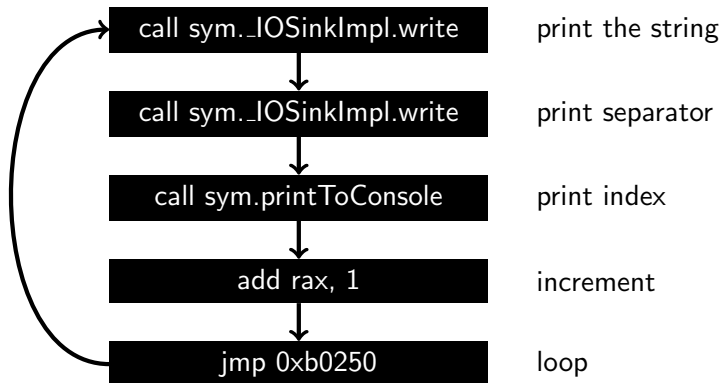 call sym._IOSinkImpl.write print the string
call sym._IOSinkImpl.write print separator
call sym.printToConsole print index
add rax, 1 increment
jmp 0xb0250 loop